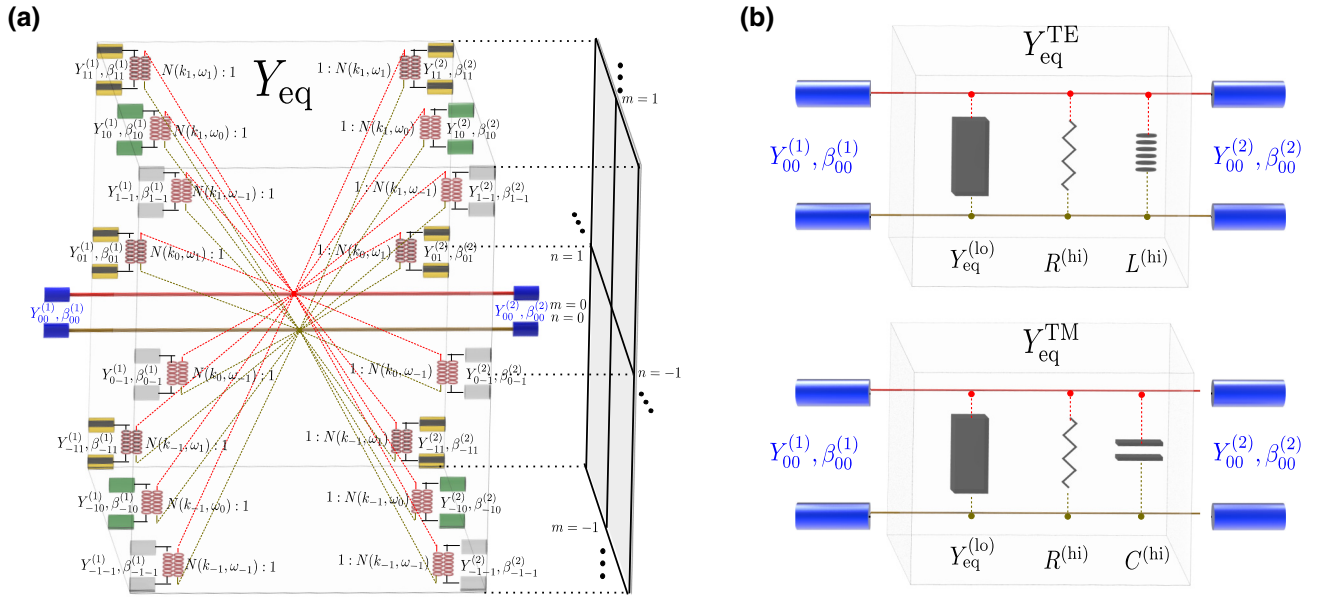 (a)
Y_eq
Y_{11}^{(1)}, β_{11}^{(1)}
N(k_1, ω_1) : 1
1 : N(k_1, ω_1)
Y_{11}^{(2)}, β_{11}^{(2)}
m = 1
Y_{10}^{(1)}, β_{10}^{(1)}
N(k_1, ω_0) : 1
1 : N(k_1, ω_0)
Y_{10}^{(2)}, β_{10}^{(2)}
Y_{1-1}^{(1)}, β_{1-1}^{(1)}
N(k_1, ω_{-1}) : 1
1 : N(k_1, ω_{-1})
Y_{1-1}^{(2)}, β_{1-1}^{(2)}
Y_{01}^{(1)}, β_{01}^{(1)}
N(k_0, ω_1) : 1
1 : N(k_0, ω_1)
Y_{01}^{(2)}, β_{01}^{(2)}
n = 1
Y_{00}^{(1)}, β_{00}^{(1)}
Y_{00}^{(2)}, β_{00}^{(2)}
m = 0
n = 0
Y_{0-1}^{(1)}, β_{0-1}^{(1)}
N(k_0, ω_{-1}) : 1
1 : N(k_0, ω_{-1})
Y_{0-1}^{(2)}, β_{0-1}^{(2)}
n = -1
Y_{-11}^{(1)}, β_{-11}^{(1)}
N(k_{-1}, ω_1) : 1
1 : N(k_{-1}, ω_1)
Y_{-11}^{(2)}, β_{-11}^{(2)}
Y_{-10}^{(1)}, β_{-10}^{(1)}
N(k_{-1}, ω_0) : 1
1 : N(k_{-1}, ω_0)
Y_{-10}^{(2)}, β_{-10}^{(2)}
m = -1
Y_{-1-1}^{(1)}, β_{-1-1}^{(1)}
N(k_{-1}, ω_{-1}) : 1
1 : N(k_{-1}, ω_{-1})
Y_{-1-1}^{(2)}, β_{-1-1}^{(2)}
(b)
Y_eq^TE
Y_{00}^{(1)}, β_{00}^{(1)}
Y_{00}^{(2)}, β_{00}^{(2)}
Y_eq^(lo)
R^(hi)
L^(hi)
Y_eq^TM
Y_{00}^{(1)}, β_{00}^{(1)}
Y_{00}^{(2)}, β_{00}^{(2)}
Y_eq^(lo)
R^(hi)
C^(hi)